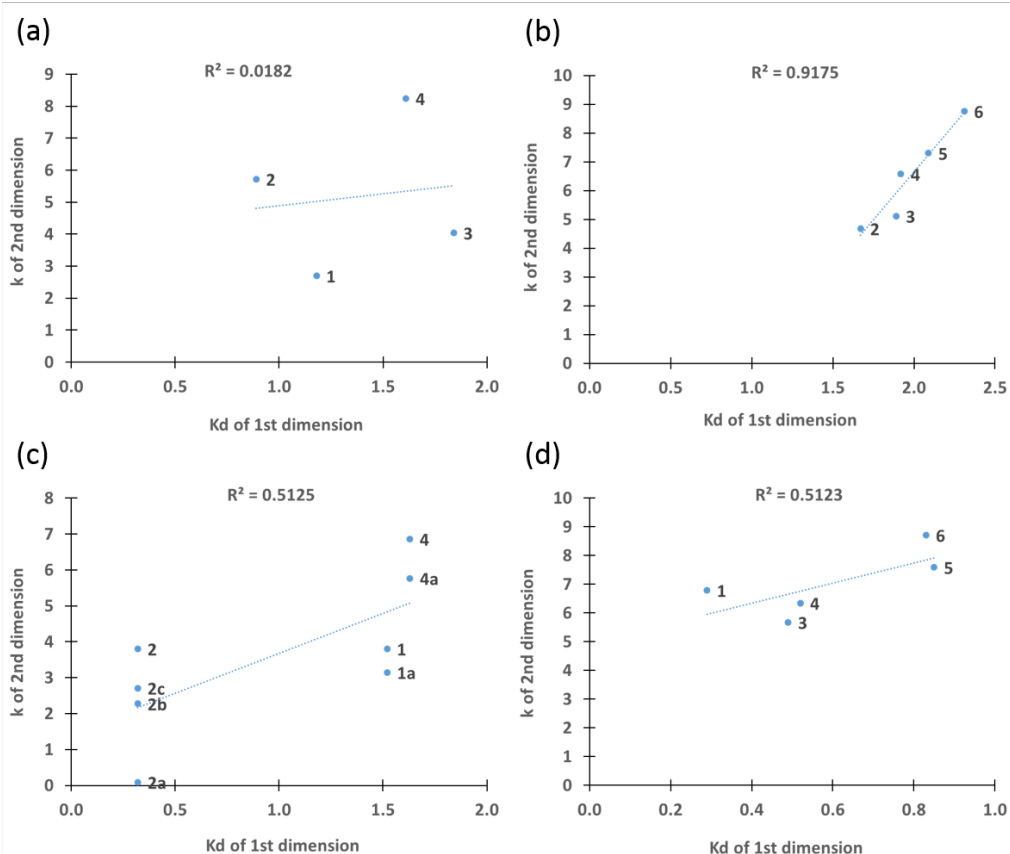 (a)
R² = 0.0182
9
8
7
6
5
4
3
2
1
0
k of 2nd dimension
4
2
3
1
0.0 0.5 1.0 1.5 2.0
Kd of 1st dimension
(b)
R² = 0.9175
10
9
8
7
6
5
4
3
2
1
0
k of 2nd dimension
6
5
4
3
2
0.0 0.5 1.0 1.5 2.0 2.5
Kd of 1st dimension
(c)
R² = 0.5125
8
7
6
5
4
3
2
1
0
k of 2nd dimension
4
4a
2
1
1a
2c
2b
2a
0.0 0.5 1.0 1.5 2.0
Kd of 1st dimension
(d)
R² = 0.5123
10
9
8
7
6
5
4
3
2
1
0
k of 2nd dimension
6
5
1
4
3
0.0 0.2 0.4 0.6 0.8 1.0
Kd of 1st dimension